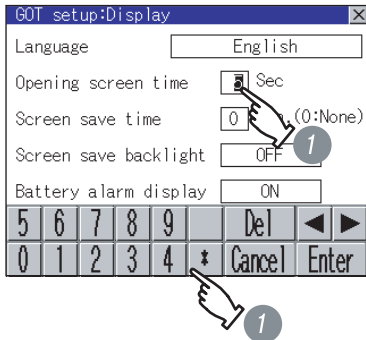 GOT setup:Display
Language English
Opening screen time Sec
Screen save time 0 (0:None)
1
Screen save backlight OFF
Battery alarm display ON
5 6 7 8 9 Del ◀ ▶
0 1 2 3 4 * Cancel Enter
1